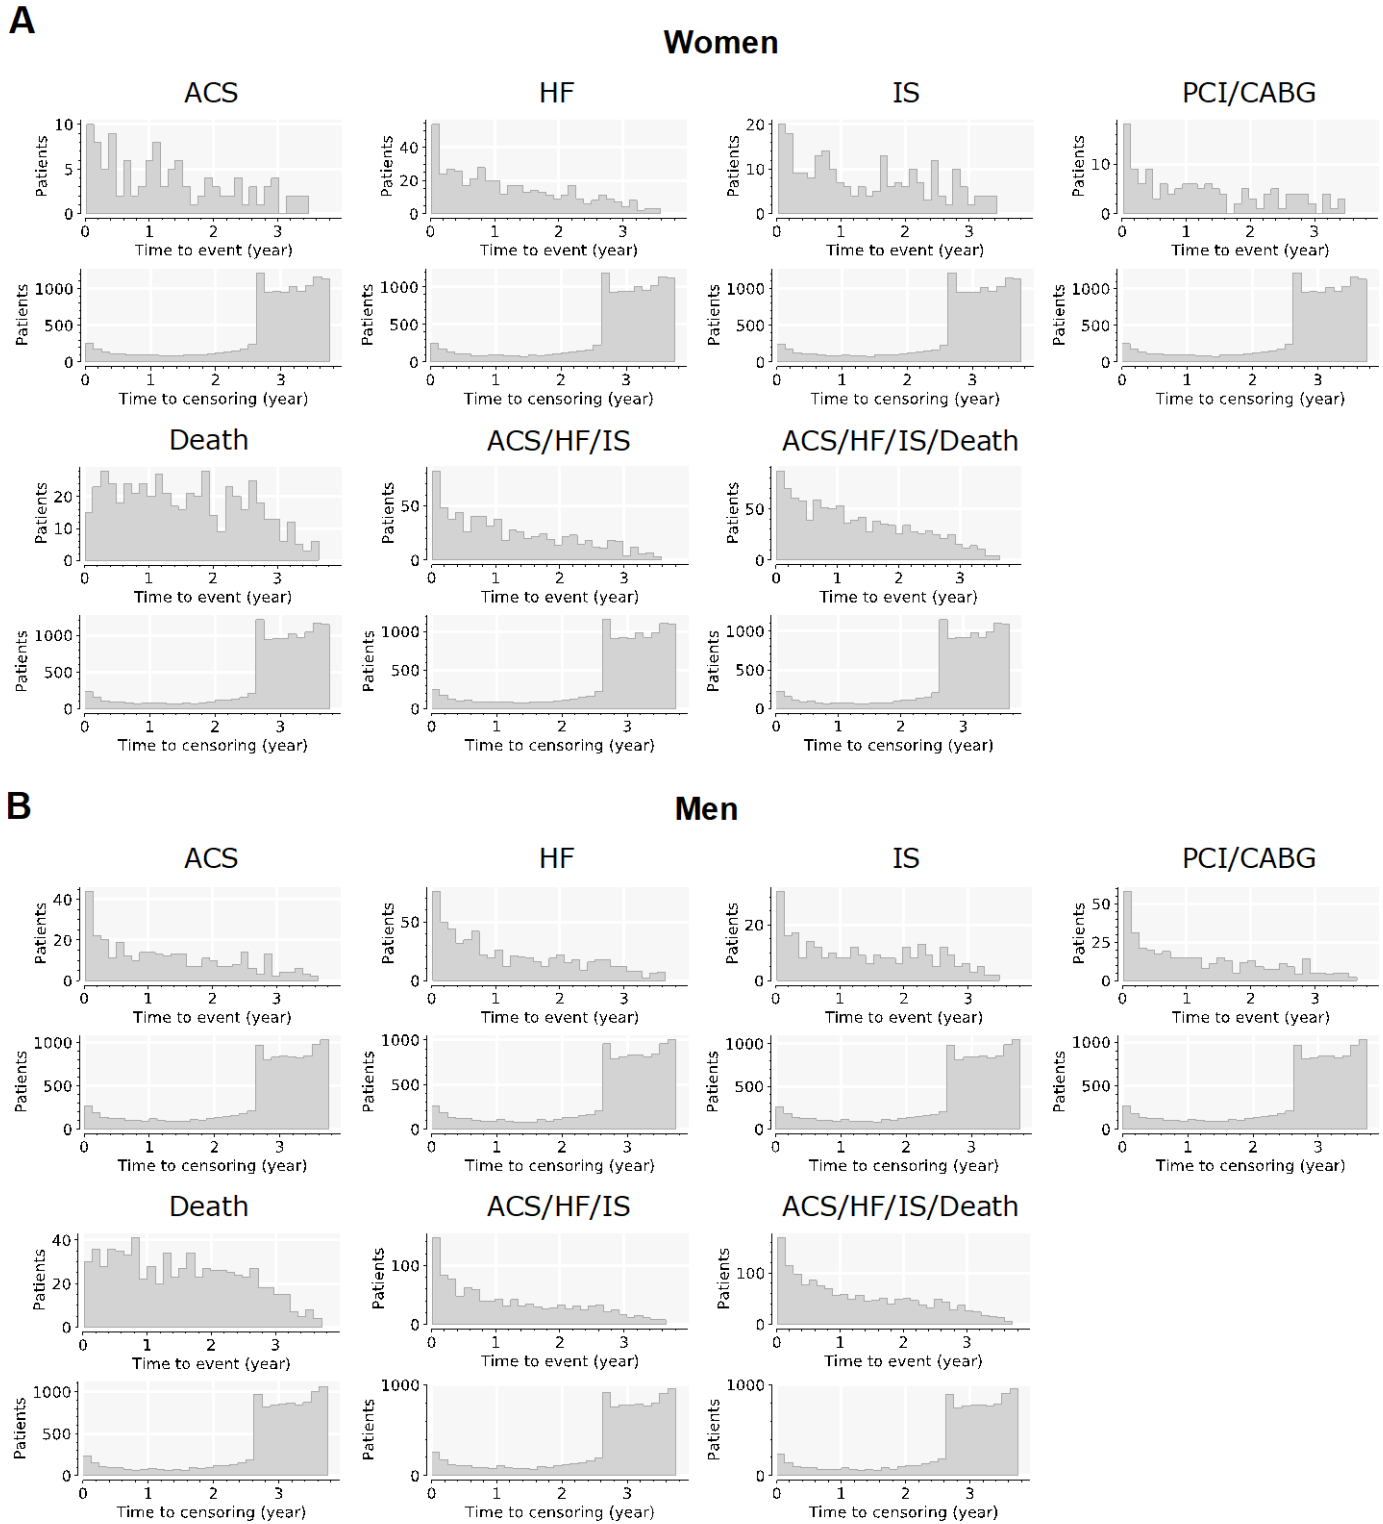 A
Women
ACS HF IS PCI/CABG
Patients 0 5 10 0 1 2 3 Time to event (year)
Patients 0 20 40 0 1 2 3 Time to event (year)
Patients 0 10 20 0 1 2 3 Time to event (year)
Patients 0 10 0 1 2 3 Time to event (year)
Patients 0 500 1000 0 1 2 3 Time to censoring (year)
Patients 0 500 1000 0 1 2 3 Time to censoring (year)
Patients 0 500 1000 0 1 2 3 Time to censoring (year)
Patients 0 500 1000 0 1 2 3 Time to censoring (year)
Death ACS/HF/IS ACS/HF/IS/Death
Patients 0 10 20 0 1 2 3 Time to event (year)
Patients 0 50 0 1 2 3 Time to event (year)
Patients 0 50 0 1 2 3 Time to event (year)
Patients 0 500 1000 0 1 2 3 Time to censoring (year)
Patients 0 500 1000 0 1 2 3 Time to censoring (year)
Patients 0 500 1000 0 1 2 3 Time to censoring (year)
B
Men
ACS HF IS PCI/CABG
Patients 0 20 40 0 1 2 3 Time to event (year)
Patients 0 50 0 1 2 3 Time to event (year)
Patients 0 20 0 1 2 3 Time to event (year)
Patients 0 25 50 0 1 2 3 Time to event (year)
Patients 0 500 1000 0 1 2 3 Time to censoring (year)
Patients 0 500 1000 0 1 2 3 Time to censoring (year)
Patients 0 500 1000 0 1 2 3 Time to censoring (year)
Patients 0 500 1000 0 1 2 3 Time to censoring (year)
Death ACS/HF/IS ACS/HF/IS/Death
Patients 0 20 40 0 1 2 3 Time to event (year)
Patients 0 100 0 1 2 3 Time to event (year)
Patients 0 100 0 1 2 3 Time to event (year)
Patients 0 500 1000 0 1 2 3 Time to censoring (year)
Patients 0 1000 0 1 2 3 Time to censoring (year)
Patients 0 1000 0 1 2 3 Time to censoring (year)